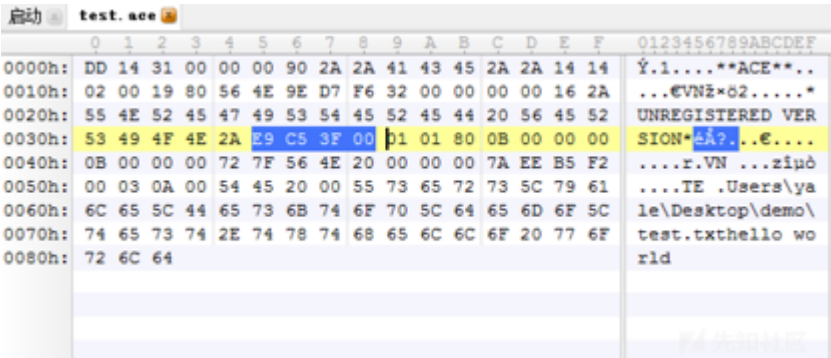 启动 test.ace
0 1 2 3 4 5 6 7 8 9 A B C D E F 0123456789ABCDEF
0000h: DD 14 31 00 00 00 90 2A 2A 41 43 45 2A 2A 14 14 Ý.1....**ACE**..
0010h: 02 00 19 80 56 4E 9E D7 F6 32 00 00 00 00 16 2A ...€VNž×ö2.....*
0020h: 55 4E 52 45 47 49 53 54 45 52 45 44 20 56 45 52 UNREGISTERED VER
0030h: 53 49 4F 4E 2A E9 C5 3F 00 01 01 80 0B 00 00 00 SION*éÅ?...€....
0040h: 0B 00 00 00 72 7F 56 4E 20 00 00 00 7A EE B5 F2 ....r.VN ...zîµò
0050h: 00 03 0A 00 54 45 20 00 55 73 65 72 73 5C 79 61 ....TE .Users\ya
0060h: 6C 65 5C 44 65 73 6B 74 6F 70 5C 64 65 6D 6F 5C le\Desktop\demo\
0070h: 74 65 73 74 2E 74 78 74 68 65 6C 6C 6F 20 77 6F test.txthello wo
0080h: 72 6C 64 rld
先知社区